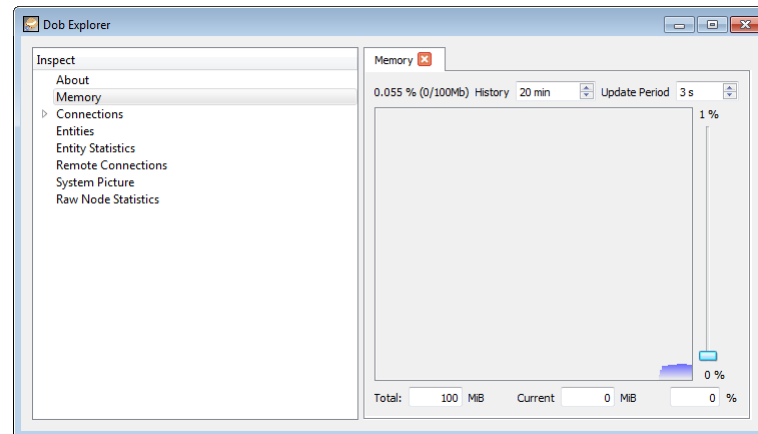 Dob Explorer
Inspect
About
Memory
Connections
Entities
Entity Statistics
Remote Connections
System Picture
Raw Node Statistics
Memory
0.055 % (0/100Mb) History 20 min Update Period 3 s
1 %
0 %
Total: 100 MiB Current 0 MiB 0 %